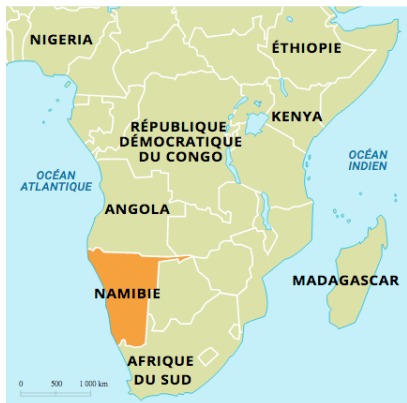 NIGERIA
ÉTHIOPIE
KENYA
RÉPUBLIQUE
DÉMOCRATIQUE
DU CONGO
OCÉAN
INDIEN
OCÉAN
ATLANTIQUE
ANGOLA
MADAGASCAR
NAMIBIE
AFRIQUE
DU SUD
0 500 1 000 km